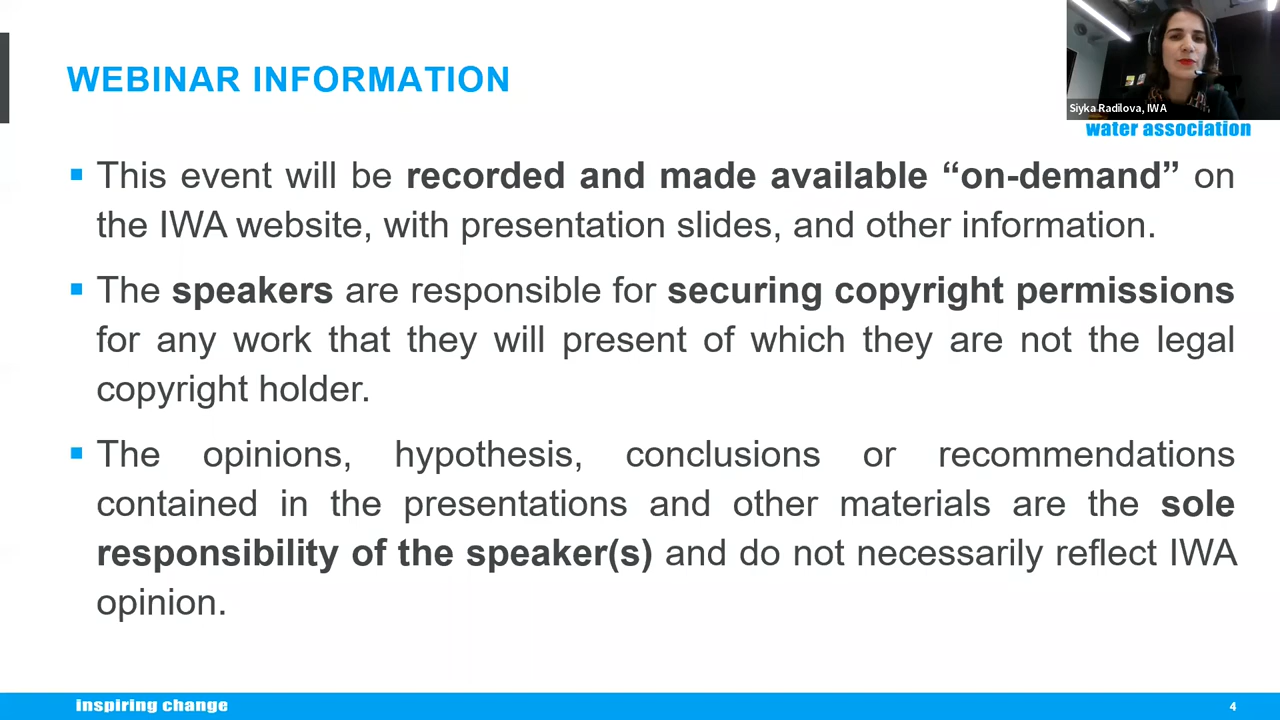 WEBINAR INFORMATION
Siyka Radilova, IWA
water association
▪ This event will be recorded and made available “on-demand” on
the IWA website, with presentation slides, and other information.
▪ The speakers are responsible for securing copyright permissions
for any work that they will present of which they are not the legal
copyright holder.
▪ The opinions, hypothesis, conclusions or recommendations
contained in the presentations and other materials are the sole
responsibility of the speaker(s) and do not necessarily reflect IWA
opinion.
inspiring change
4